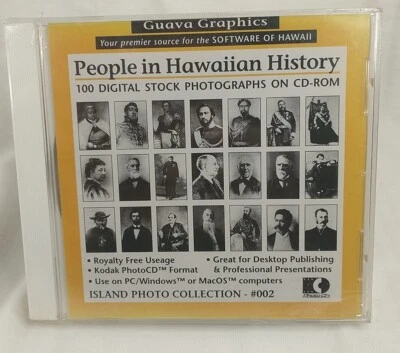 Guava Graphics
Your premier source for the SOFTWARE OF HAWAII
People in Hawaiian History
100 DIGITAL STOCK PHOTOGRAPHS ON CD-ROM
• Royalty Free Useage
• Kodak PhotoCD™ Format
• Great for Desktop Publishing
& Professional Presentations
• Use on PC/Windows™ or MacOS™ computers
ISLAND PHOTO COLLECTION - #002